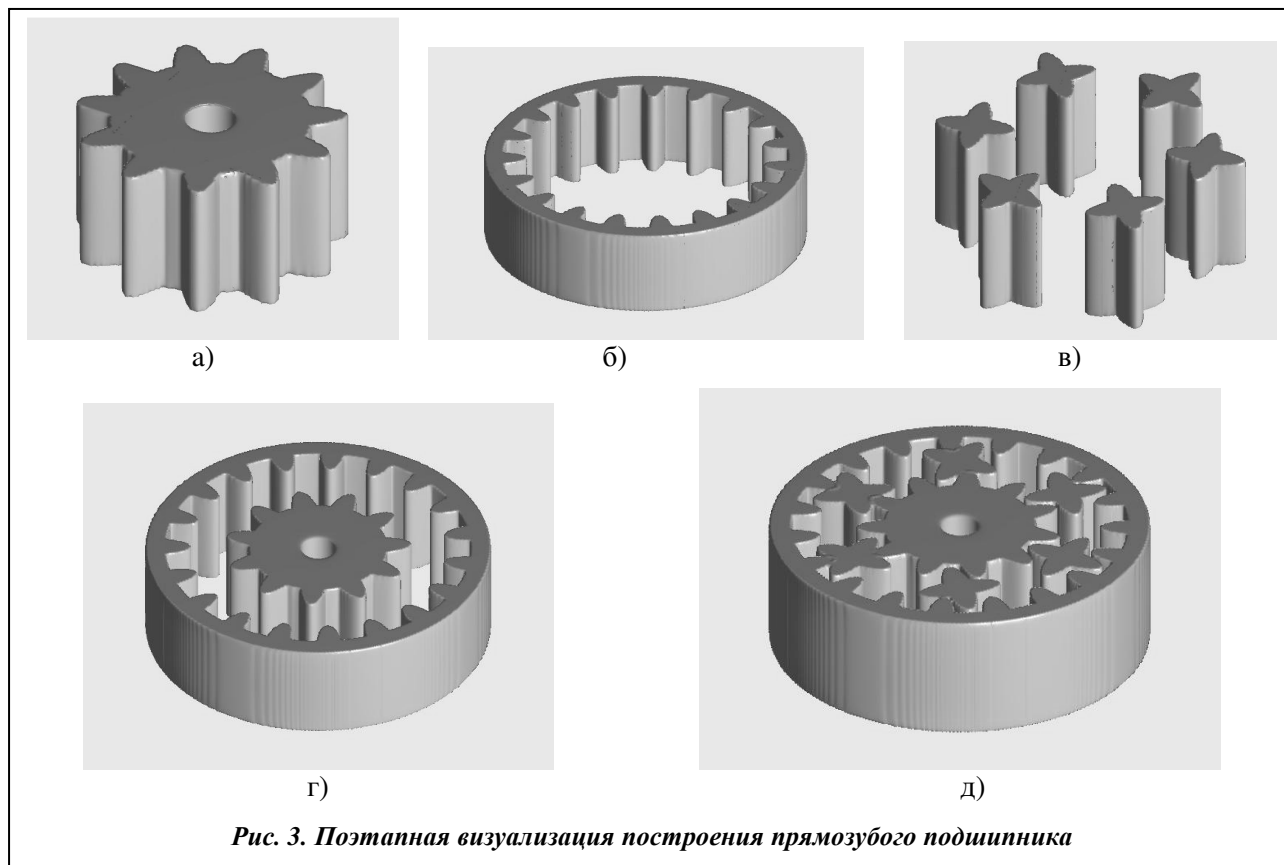 а)
б)
в)
г)
д)
Рис. 3. Поэтапная визуализация построения прямозубого подшипника